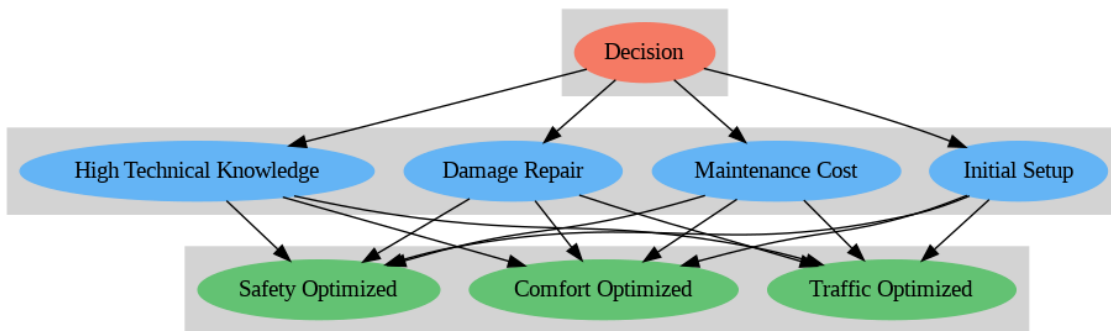 Decision
High Technical Knowledge
Damage Repair
Maintenance Cost
Initial Setup
Safety Optimized
Comfort Optimized
Traffic Optimized